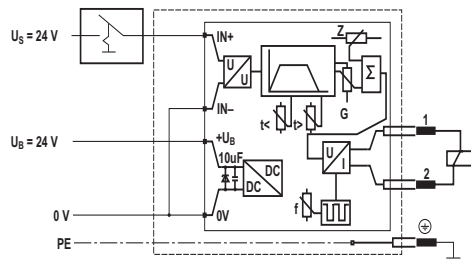 U_S = 24 V
IN+
U
U
IN–
Z
Σ
G
t<
t>
U_B = 24 V
+U_B
10uF
DC
DC
U
I
1
2
f
0 V
0V
PE